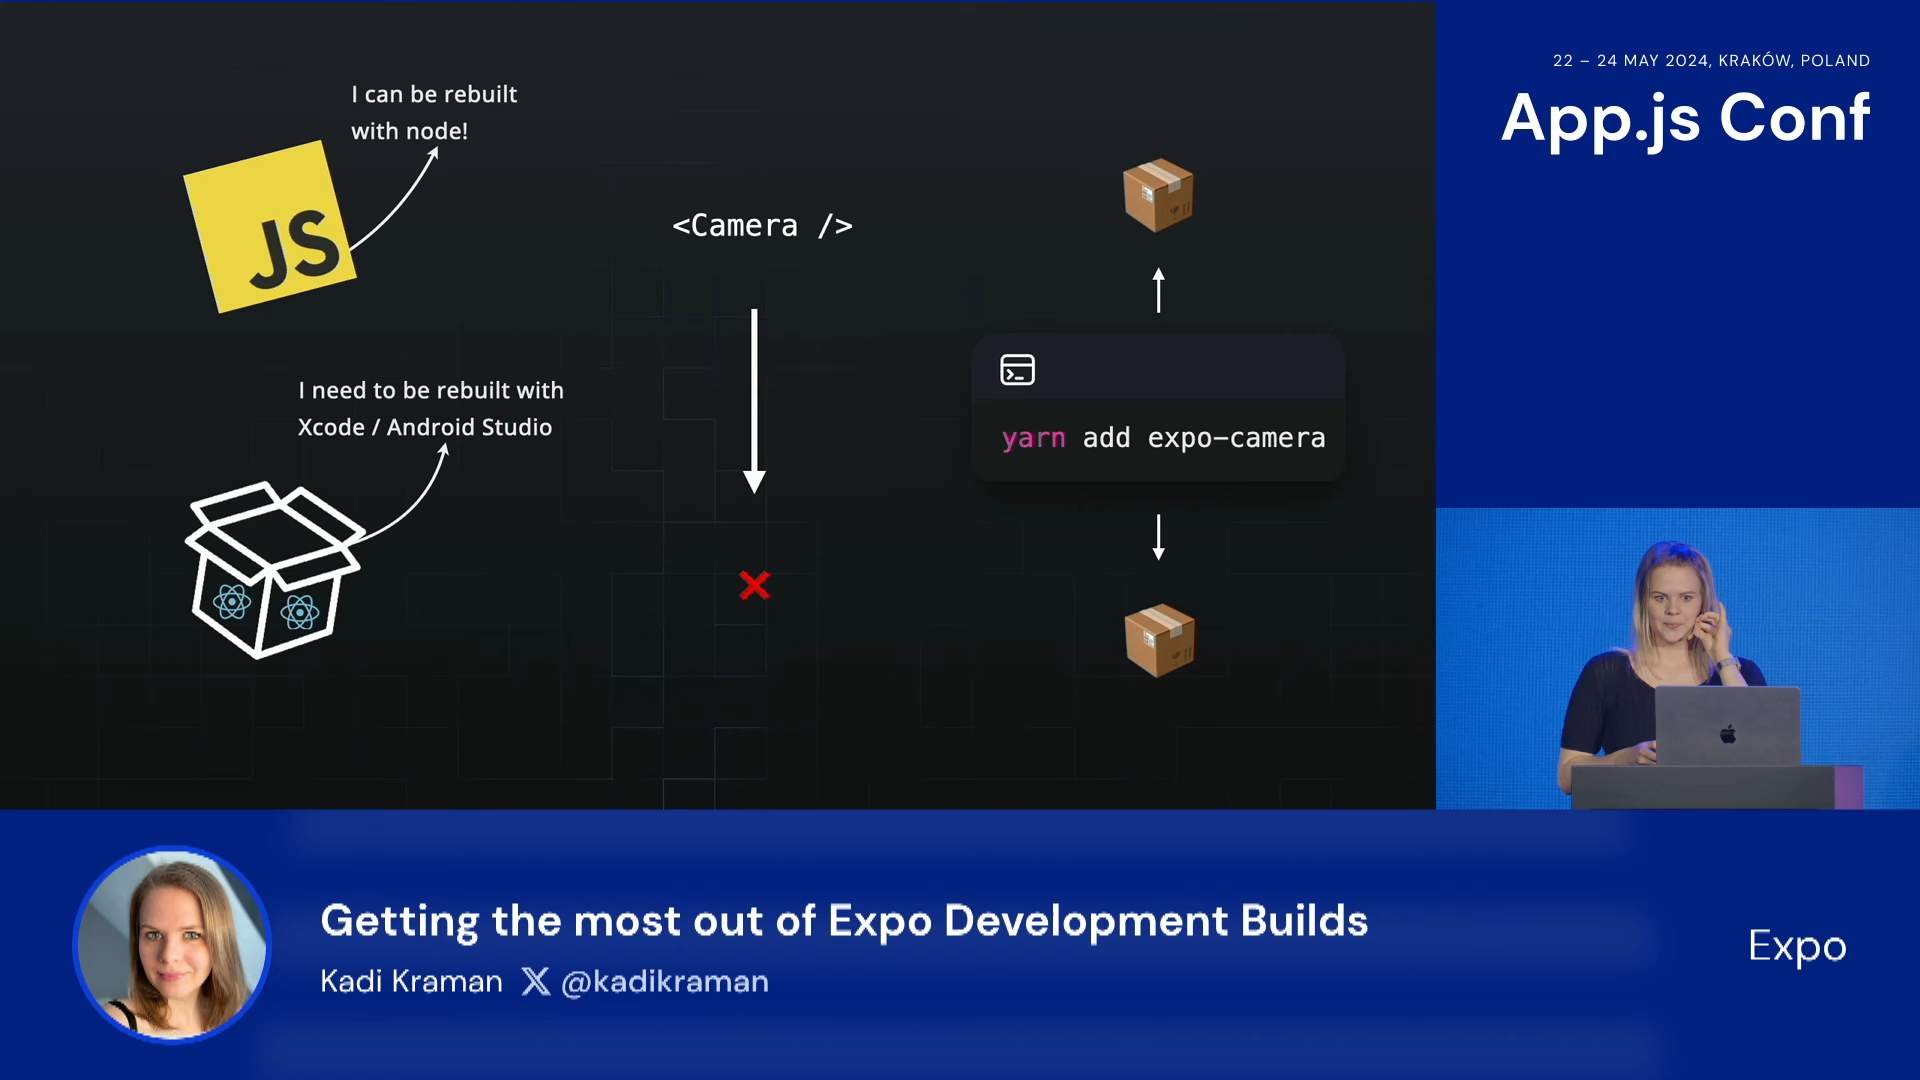 I can be rebuilt
with node!
JS
<Camera />
I need to be rebuilt with
Xcode / Android Studio
yarn add expo-camera
22 – 24 MAY 2024, KRAKÓW, POLAND
App.js Conf
Getting the most out of Expo Development Builds
Kadi Kraman X @kadikraman
Expo